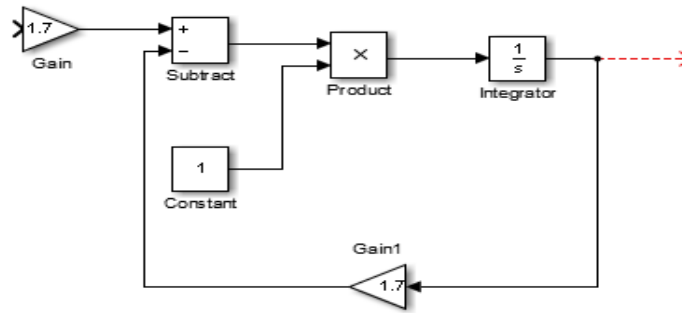 1.7
Gain
+
−
Subtract
×
Product
1
s
Integrator
1
Constant
Gain1
1.7